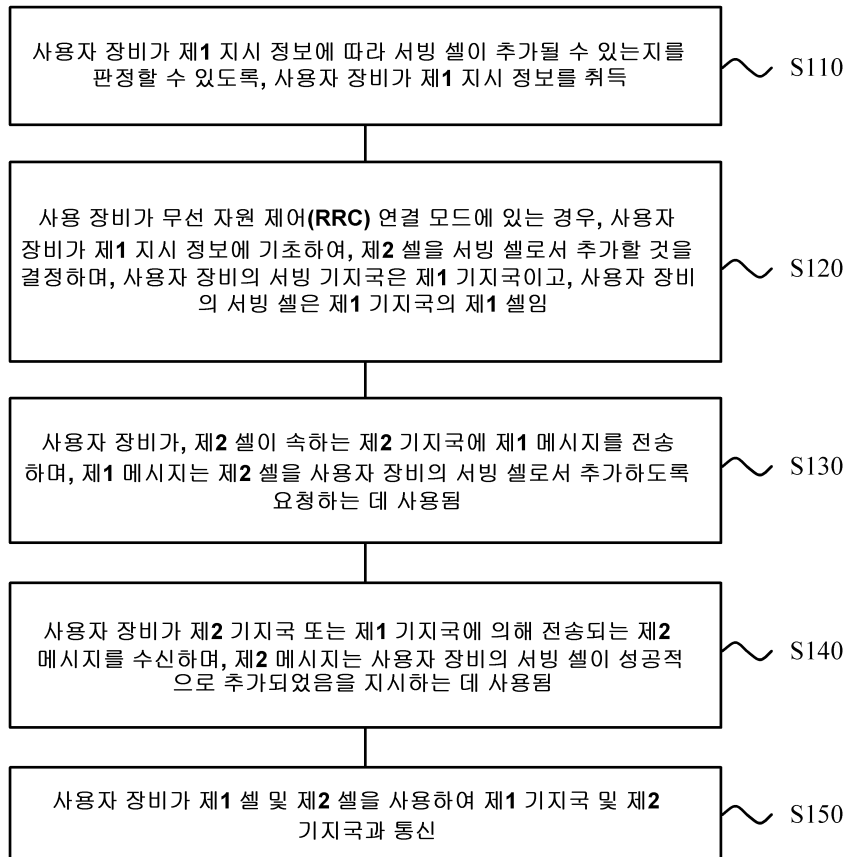 사용자 장비가 제1 지시 정보에 따라 서빙 셀이 추가될 수 있는지를
판정할 수 있도록, 사용자 장비가 제1 지시 정보를 취득
S110
사용 장비가 무선 자원 제어(RRC) 연결 모드에 있는 경우, 사용자
장비가 제1 지시 정보에 기초하여, 제2 셀을 서빙 셀로서 추가할 것을
결정하며, 사용자 장비의 서빙 기지국은 제1 기지국이고, 사용자 장비
의 서빙 셀은 제1 기지국의 제1 셀임
S120
사용자 장비가, 제2 셀이 속하는 제2 기지국에 제1 메시지를 전송
하며, 제1 메시지는 제2 셀을 사용자 장비의 서빙 셀로서 추가하도록
요청하는 데 사용됨
S130
사용자 장비가 제2 기지국 또는 제1 기지국에 의해 전송되는 제2
메시지를 수신하며, 제2 메시지는 사용자 장비의 서빙 셀이 성공적
으로 추가되었음을 지시하는 데 사용됨
S140
사용자 장비가 제1 셀 및 제2 셀을 사용하여 제1 기지국 및 제2
기지국과 통신
S150